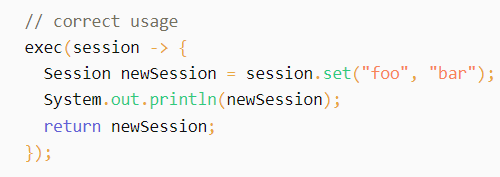 // correct usage
exec(session -> {
  Session newSession = session.set("foo", "bar");
  System.out.println(newSession);
  return newSession;
});